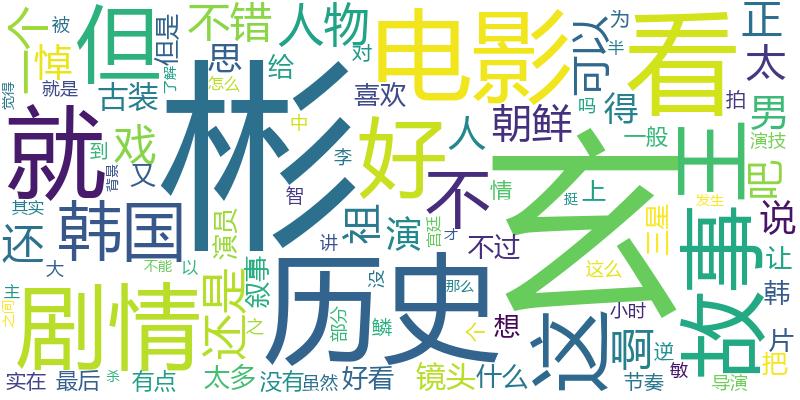 一个
被
但
不错
人物
电影
可以
为
半
看
正
悼
但是
思
给
对
太
觉得
就是
古装
了解
怎么
喜欢
吗
得
拍
男
就
彬
中
好
人
朝鲜
一般
演技
到
戏
又
背景
李
不
玄
王
吧
其实
韩国
演员
智
祖
情
挺
上
发生
三星
故事
说
还
讲
演
宫廷
才
不过
大
不能
以
叙事
历史
没
那么
这么
让
主
之间
剧情
还是
之
部分
鳞
个
想
这
小时
韩
啊
逆
片
实在
最后
杀
有点
太多
没有
虽然
好看
镜头
什么
节奏
敏
导演
把